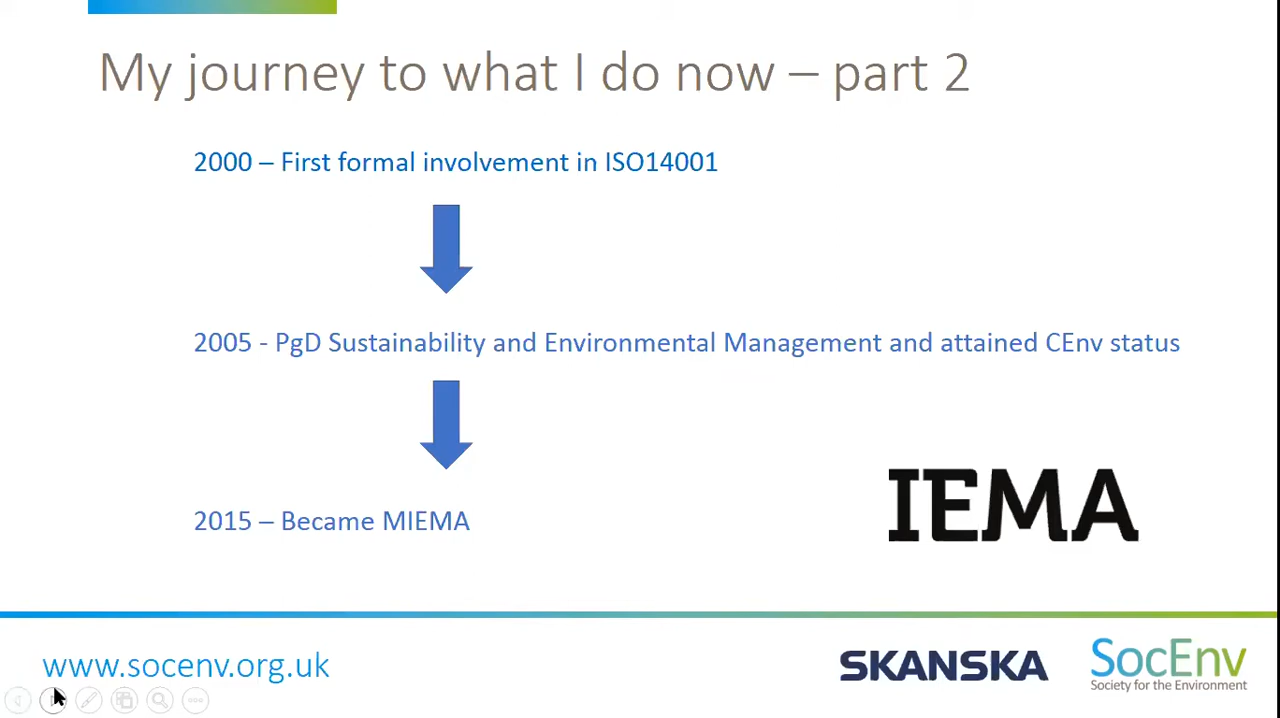 My journey to what I do now – part 2
2000 – First formal involvement in ISO14001
2005 - PgD Sustainability and Environmental Management and attained CEnv status
2015 – Became MIEMA
IEMA
www.socenv.org.uk
SKANSKA
SocEnv
Society for the Environment